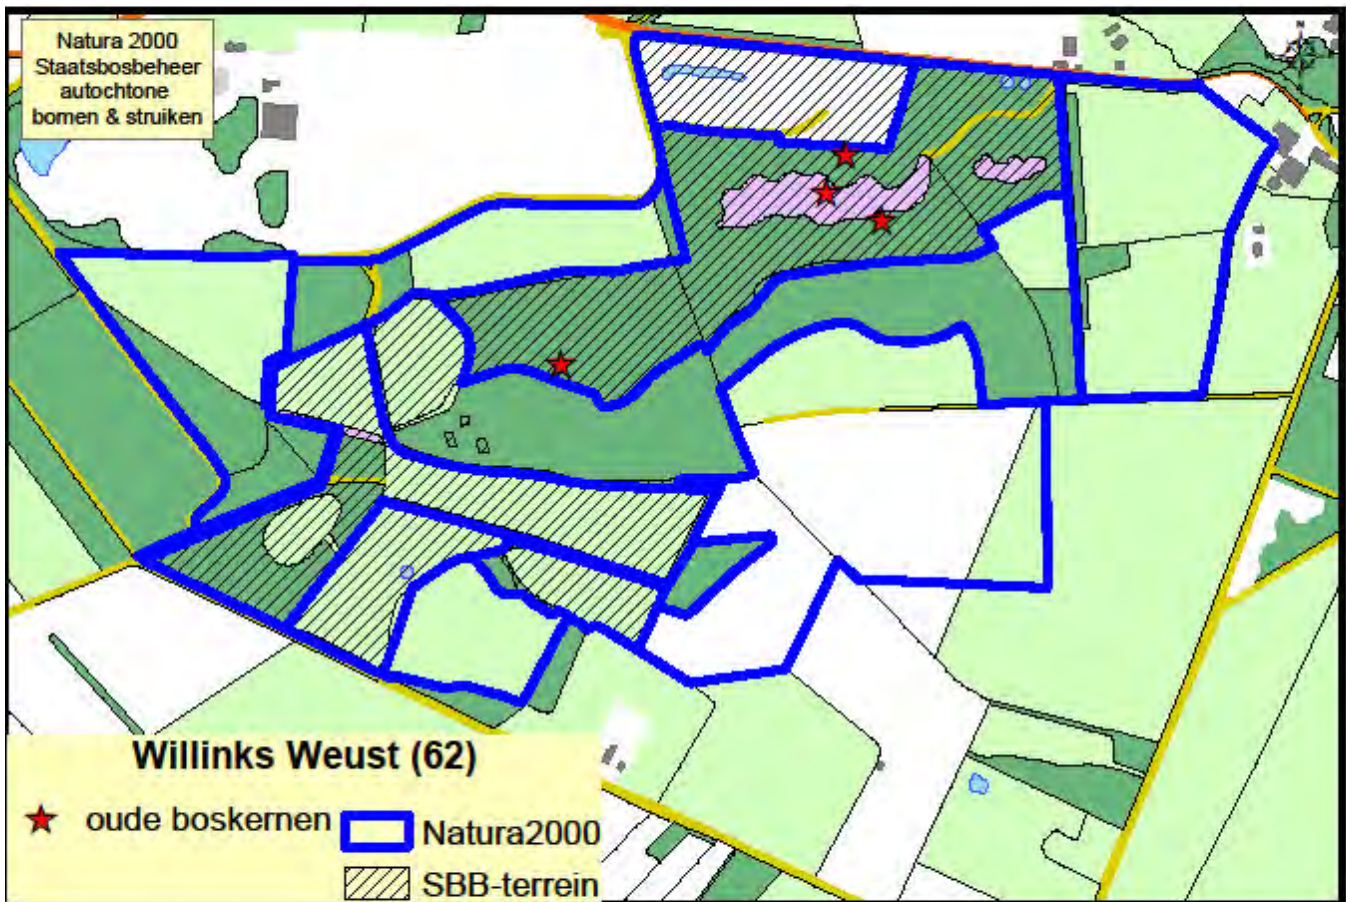 Natura 2000
Staatsbosbeheer
autochtone
bomen & struiken
Willinks Weust (62)
oude boskernen
Natura2000
SBB-terrein